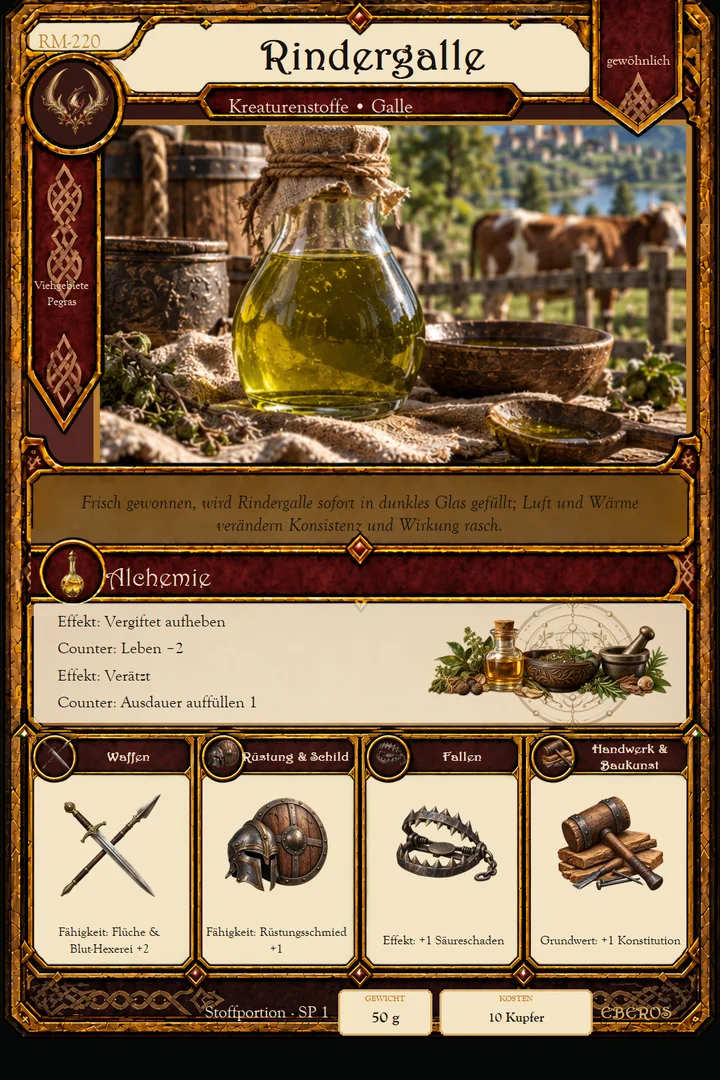 RM-220
Rindergalle
gewöhnlich
Kreaturenstoffe • Galle
Viehgebiete
Pegras
Frisch gewonnen, wird Rindergalle sofort in dunkles Glas gefüllt; Luft und Wärme
verändern Konsistenz und Wirkung rasch.
Alchemie
Effekt: Vergiftet aufheben
Counter: Leben −2
Effekt: Verätzt
Counter: Ausdauer auffüllen 1
Waffen
Fähigkeit: Flüche &
Blut-Hexerei +2
Rüstung & Schild
Fähigkeit: Rüstungsschmied
+1
Fallen
Effekt: +1 Säureschaden
Handwerk &
Baukunst
Grundwert: +1 Konstitution
Stoffportion · SP 1
GEWICHT
50 g
KOSTEN
10 Kupfer
EBEROS